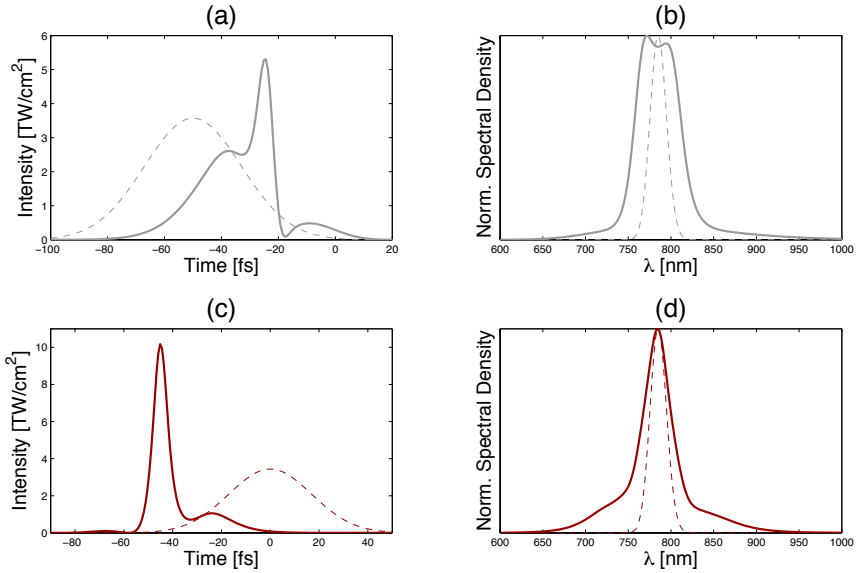 (a)
Intensity [TW/cm²]
6
5
4
3
2
1
0
−100 −80 −60 −40 −20 0 20
Time [fs]
(b)
Norm. Spectral Density
600 650 700 750 800 850 900 950 1000
λ [nm]
(c)
Intensity [TW/cm²]
10
8
6
4
2
0
−80 −60 −40 −20 0 20 40
Time [fs]
(d)
Norm. Spectral Density
600 650 700 750 800 850 900 950 1000
λ [nm]